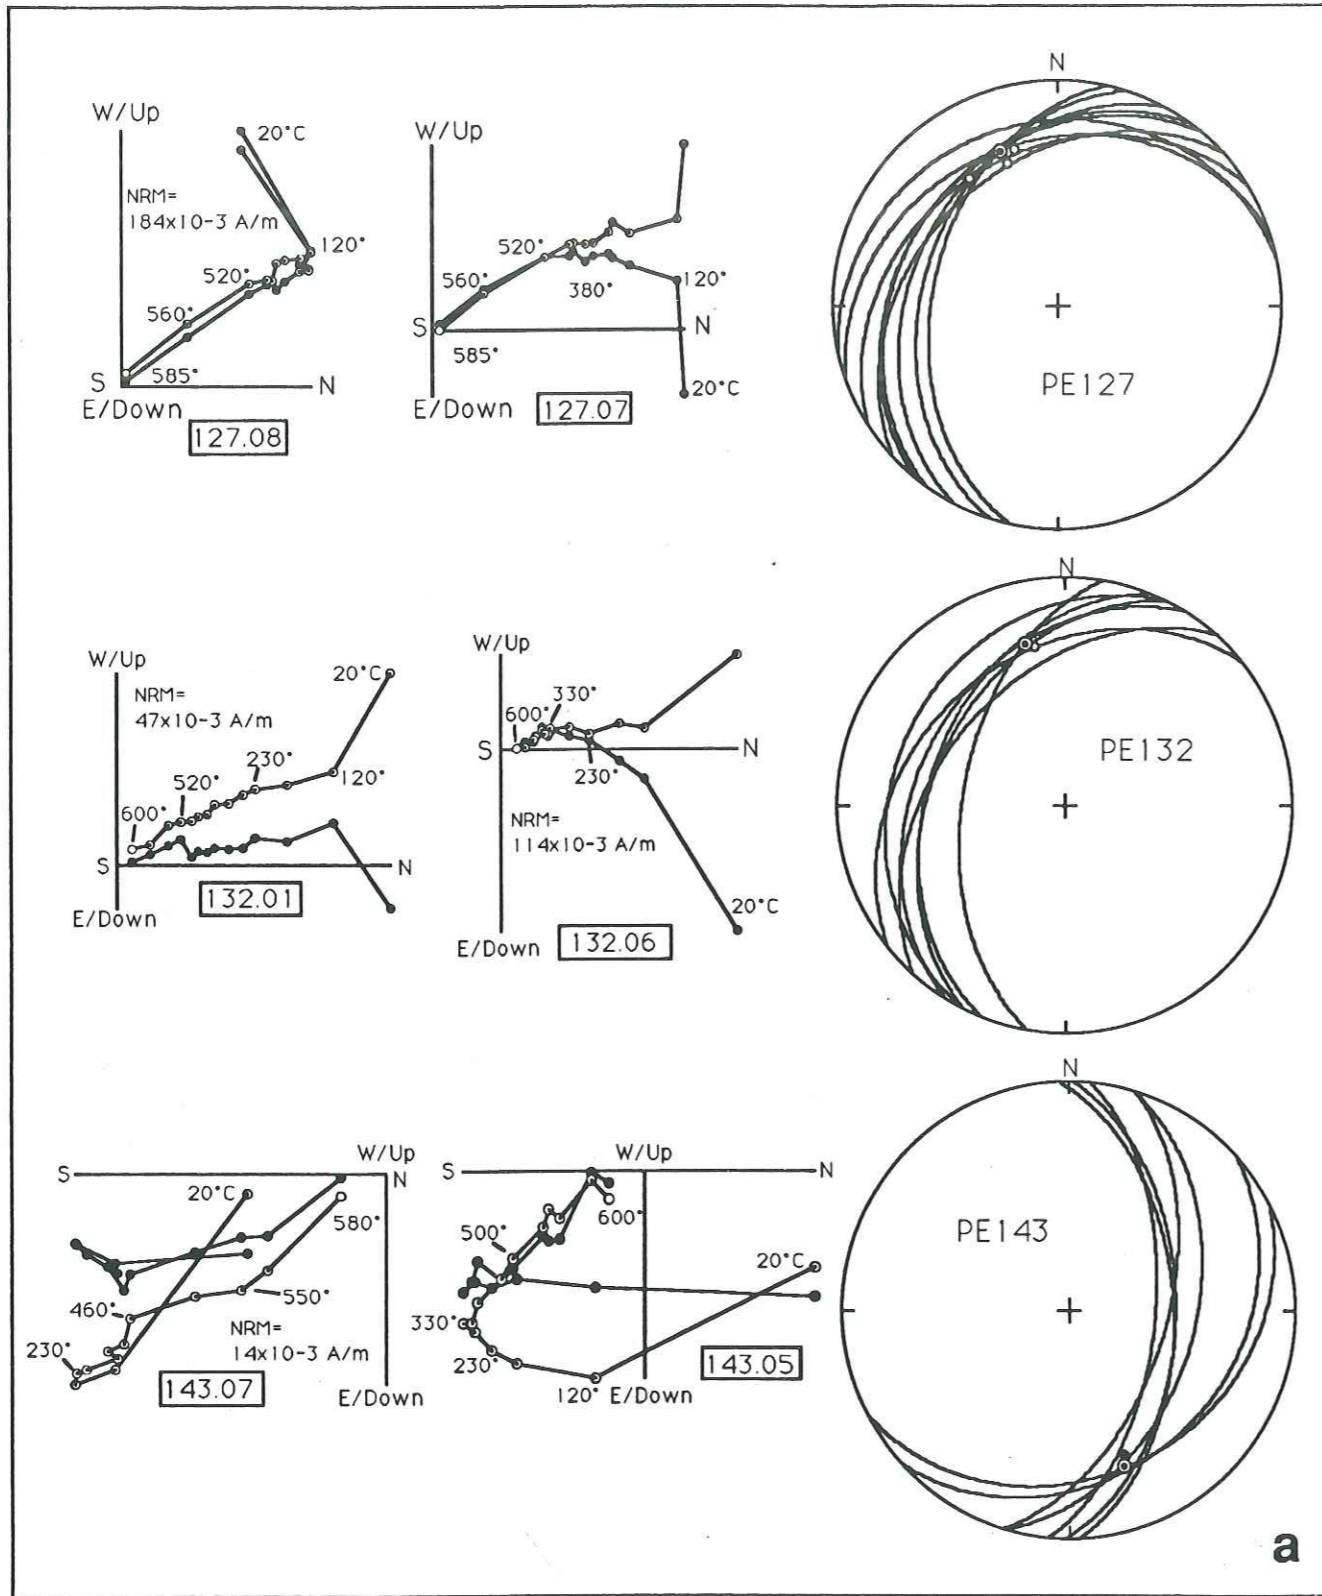 N
W/Up
20°C
NRM=
184x10-3 A/m
120°
520°
560°
585°
S
N
E/Down
127.08
W/Up
520°
560°
380°
120°
S
N
585°
20°C
E/Down
127.07
PE127
N
W/Up
NRM=
47x10-3 A/m
20°C
230°
520°
120°
600°
S
N
E/Down
132.01
W/Up
330°
600°
S
N
230°
NRM=
114x10-3 A/m
20°C
E/Down
132.06
PE132
N
W/Up
S
N
20°C
580°
460°
550°
NRM=
14x10-3 A/m
230°
143.07
E/Down
W/Up
S
N
600°
500°
20°C
330°
230°
143.05
120°
E/Down
PE143
a